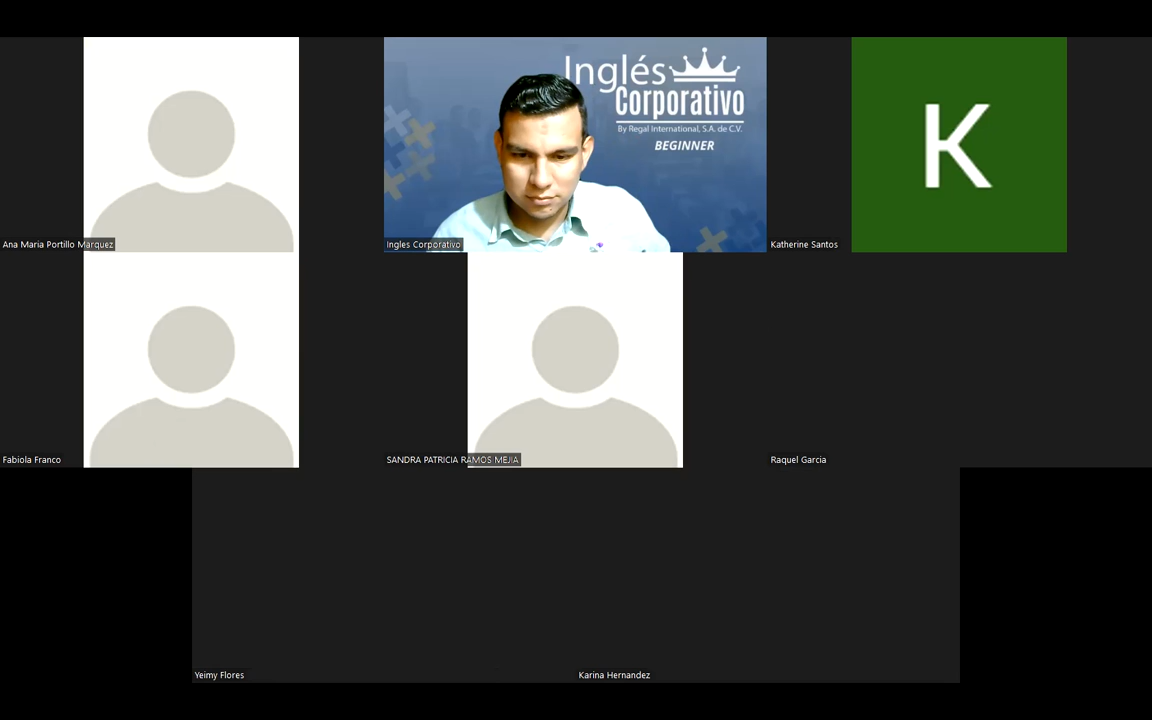 Inglés
Corporativo
By Regal International, S.A. de C.V.
BEGINNER
K
Ana Maria Portillo Marquez
Ingles Corporativo
Katherine Santos
Fabiola Franco
SANDRA PATRICIA RAMOS MEJIA
Raquel Garcia
Yeimy Flores
Karina Hernandez